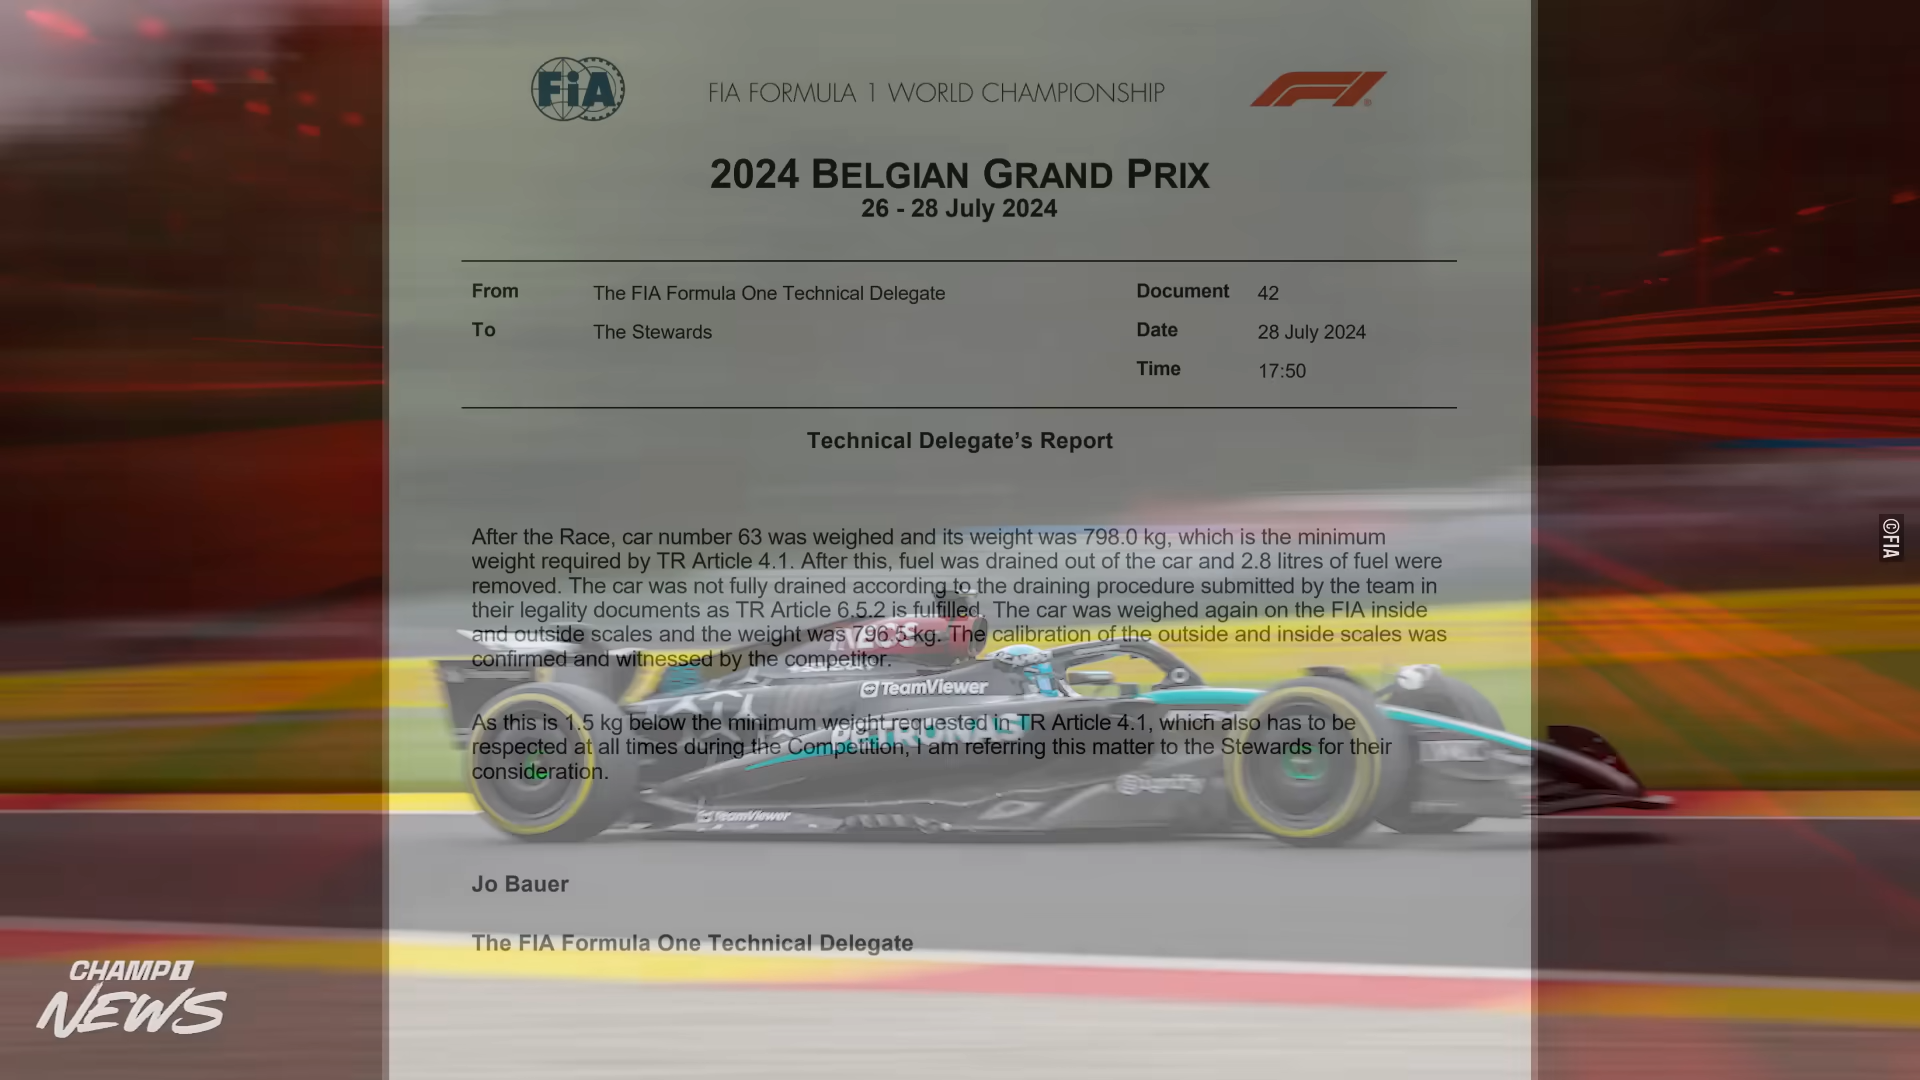 FIA
FIA FORMULA 1 WORLD CHAMPIONSHIP
F1
2024 BELGIAN GRAND PRIX
26 - 28 July 2024
From The FIA Formula One Technical Delegate Document 42
To The Stewards Date 28 July 2024
Time 17:50
Technical Delegate’s Report
After the Race, car number 63 was weighed and its weight was 798.0 kg, which is the minimum
weight required by TR Article 4.1. After this, fuel was drained out of the car and 2.8 litres of fuel were
removed. The car was not fully drained according to the draining procedure submitted by the team in
their legality documents as TR Article 6.5.2 is fulfilled. The car was weighed again on the FIA inside
and outside scales and the weight was 796.5 kg. The calibration of the outside and inside scales was
confirmed and witnessed by the competitor.
As this is 1.5 kg below the minimum weight requested in TR Article 4.1, which also has to be
respected at all times during the Competition, I am referring this matter to the Stewards for their
consideration.
Jo Bauer
The FIA Formula One Technical Delegate
INEOS
TeamViewer
PETRONAS
TeamViewer
©FIA
CHAMP1
NEWS